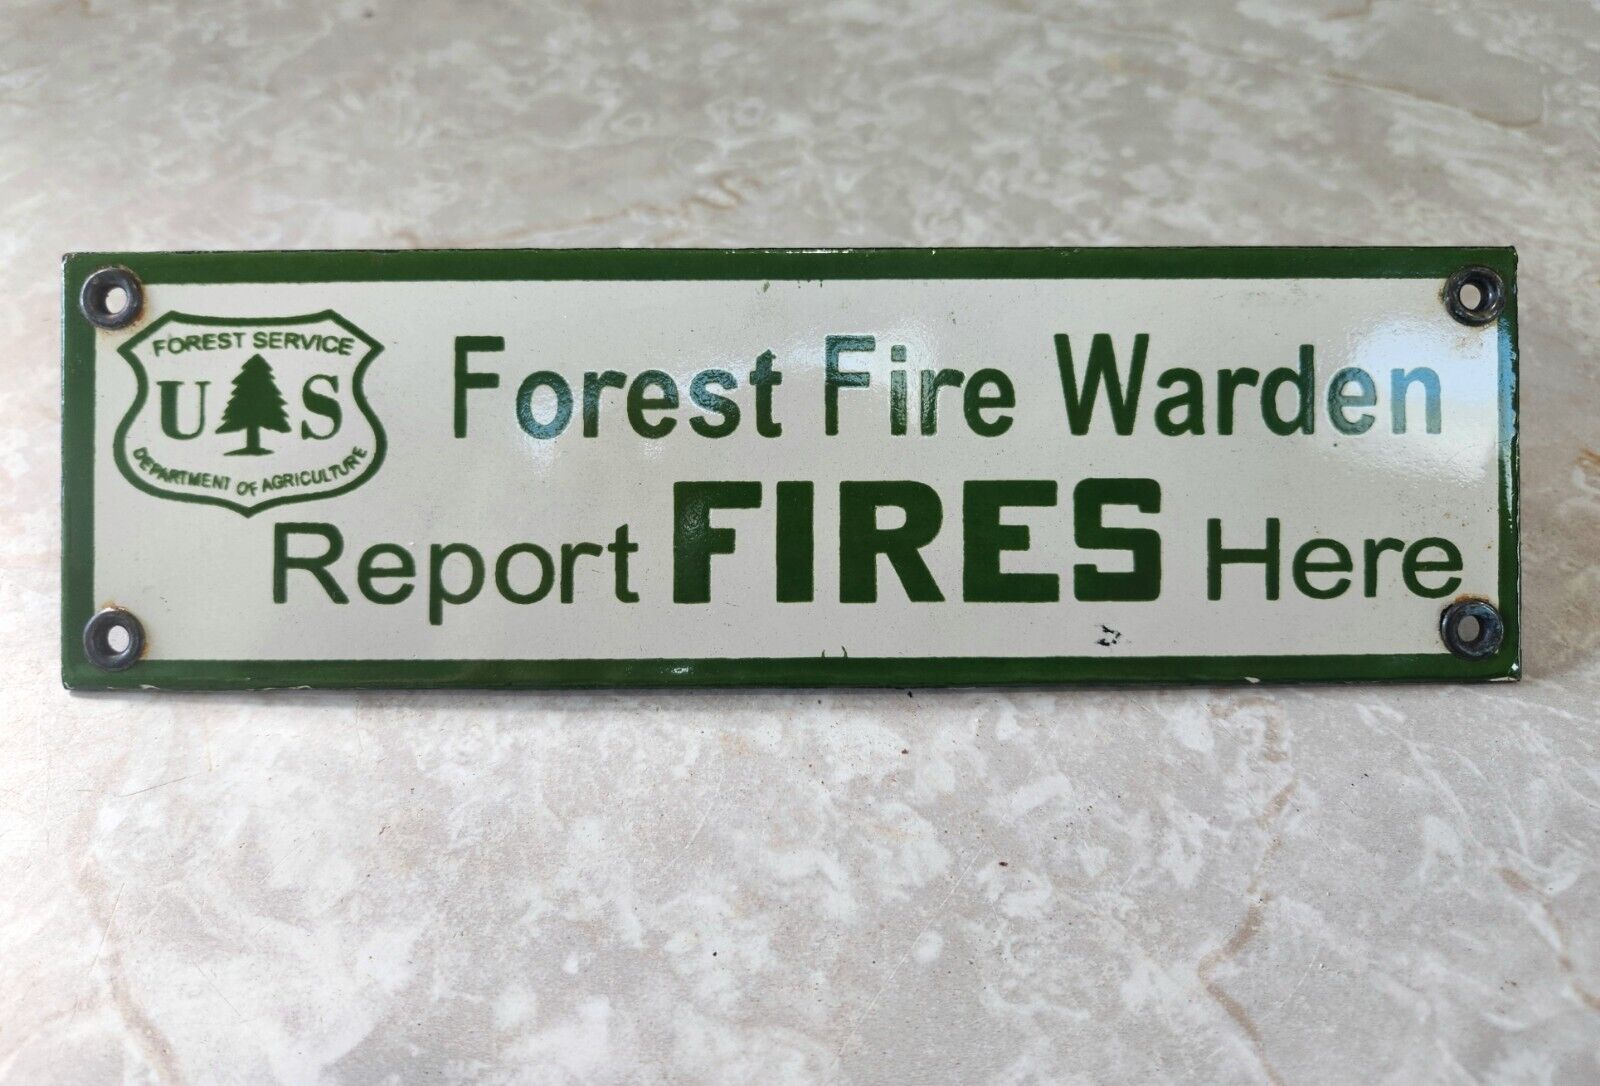 FOREST SERVICE
U S
DEPARTMENT OF AGRICULTURE
Forest Fire Warden
Report FIRES Here